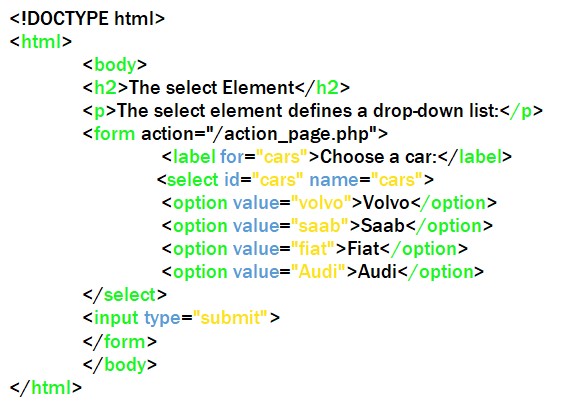 <!DOCTYPE html>
<html>
<body>
<h2>The select Element</h2>
<p>The select element defines a drop-down list:</p>
<form action="/action_page.php">
<label for="cars">Choose a car:</label>
<select id="cars" name="cars">
<option value="volvo">Volvo</option>
<option value="saab">Saab</option>
<option value="fiat">Fiat</option>
<option value="Audi">Audi</option>
</select>
<input type="submit">
</form>
</body>
</html>